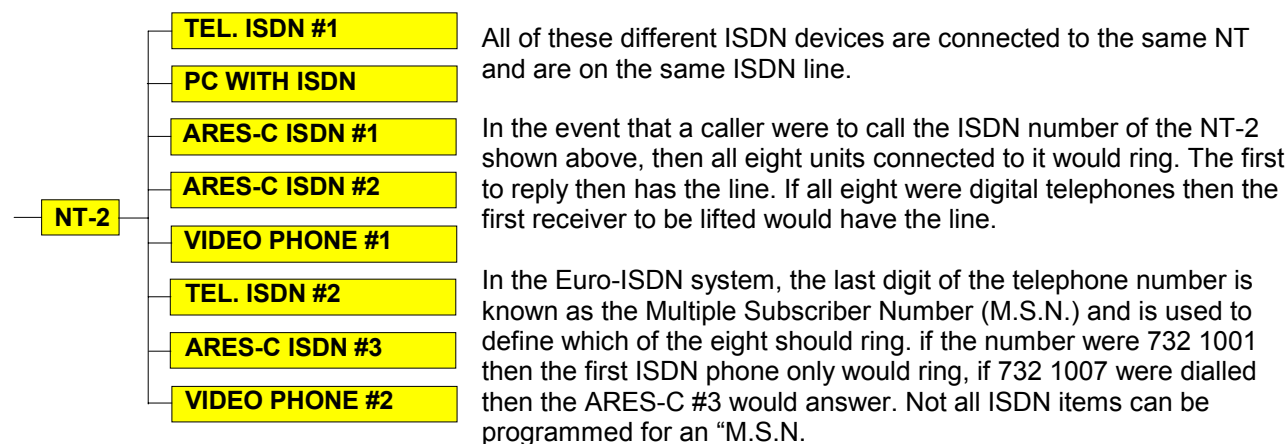 TEL. ISDN #1
PC WITH ISDN
ARES-C ISDN #1
ARES-C ISDN #2
NT-2
VIDEO PHONE #1
TEL. ISDN #2
ARES-C ISDN #3
VIDEO PHONE #2
All of these different ISDN devices are connected to the same NT
and are on the same ISDN line.
In the event that a caller were to call the ISDN number of the NT-2
shown above, then all eight units connected to it would ring. The first
to reply then has the line. If all eight were digital telephones then the
first receiver to be lifted would have the line.
In the Euro-ISDN system, the last digit of the telephone number is
known as the Multiple Subscriber Number (M.S.N.) and is used to
define which of the eight should ring. if the number were 732 1001
then the first ISDN phone only would ring, if 732 1007 were dialled
then the ARES-C #3 would answer. Not all ISDN items can be
programmed for an “M.S.N.